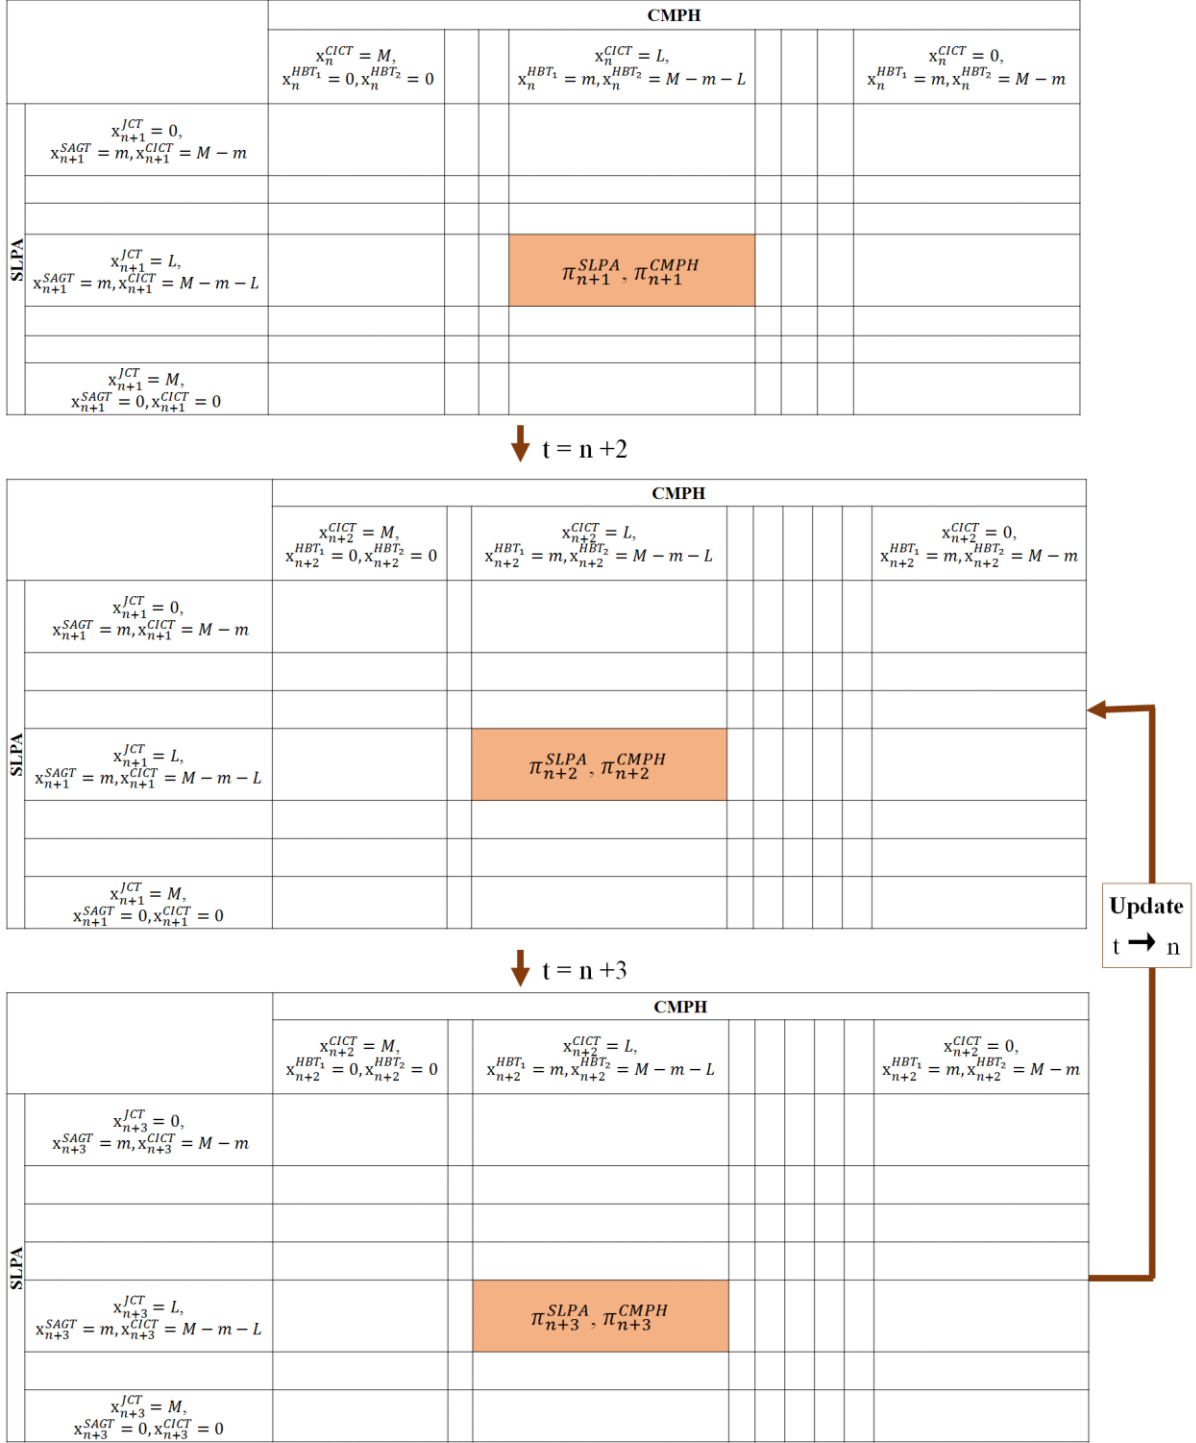 CMPH
x_n^{CICT} = M,
x_n^{HBT_1} = 0, x_n^{HBT_2} = 0
x_n^{CICT} = L,
x_n^{HBT_1} = m, x_n^{HBT_2} = M − m − L
x_n^{CICT} = 0,
x_n^{HBT_1} = m, x_n^{HBT_2} = M − m
SLPA
x_{n+1}^{JCT} = 0,
x_{n+1}^{SAGT} = m, x_{n+1}^{CICT} = M − m
x_{n+1}^{JCT} = L,
x_{n+1}^{SAGT} = m, x_{n+1}^{CICT} = M − m − L
π_{n+1}^{SLPA}, π_{n+1}^{CMPH}
x_{n+1}^{JCT} = M,
x_{n+1}^{SAGT} = 0, x_{n+1}^{CICT} = 0
t = n +2
CMPH
x_{n+2}^{CICT} = M,
x_{n+2}^{HBT_1} = 0, x_{n+2}^{HBT_2} = 0
x_{n+2}^{CICT} = L,
x_{n+2}^{HBT_1} = m, x_{n+2}^{HBT_2} = M − m − L
x_{n+2}^{CICT} = 0,
x_{n+2}^{HBT_1} = m, x_{n+2}^{HBT_2} = M − m
SLPA
x_{n+1}^{JCT} = 0,
x_{n+1}^{SAGT} = m, x_{n+1}^{CICT} = M − m
x_{n+1}^{JCT} = L,
x_{n+1}^{SAGT} = m, x_{n+1}^{CICT} = M − m − L
π_{n+2}^{SLPA}, π_{n+2}^{CMPH}
x_{n+1}^{JCT} = M,
x_{n+1}^{SAGT} = 0, x_{n+1}^{CICT} = 0
Update
t → n
t = n +3
CMPH
x_{n+2}^{CICT} = M,
x_{n+2}^{HBT_1} = 0, x_{n+2}^{HBT_2} = 0
x_{n+2}^{CICT} = L,
x_{n+2}^{HBT_1} = m, x_{n+2}^{HBT_2} = M − m − L
x_{n+2}^{CICT} = 0,
x_{n+2}^{HBT_1} = m, x_{n+2}^{HBT_2} = M − m
SLPA
x_{n+3}^{JCT} = 0,
x_{n+3}^{SAGT} = m, x_{n+3}^{CICT} = M − m
x_{n+3}^{JCT} = L,
x_{n+3}^{SAGT} = m, x_{n+3}^{CICT} = M − m − L
π_{n+3}^{SLPA}, π_{n+3}^{CMPH}
x_{n+3}^{JCT} = M,
x_{n+3}^{SAGT} = 0, x_{n+3}^{CICT} = 0